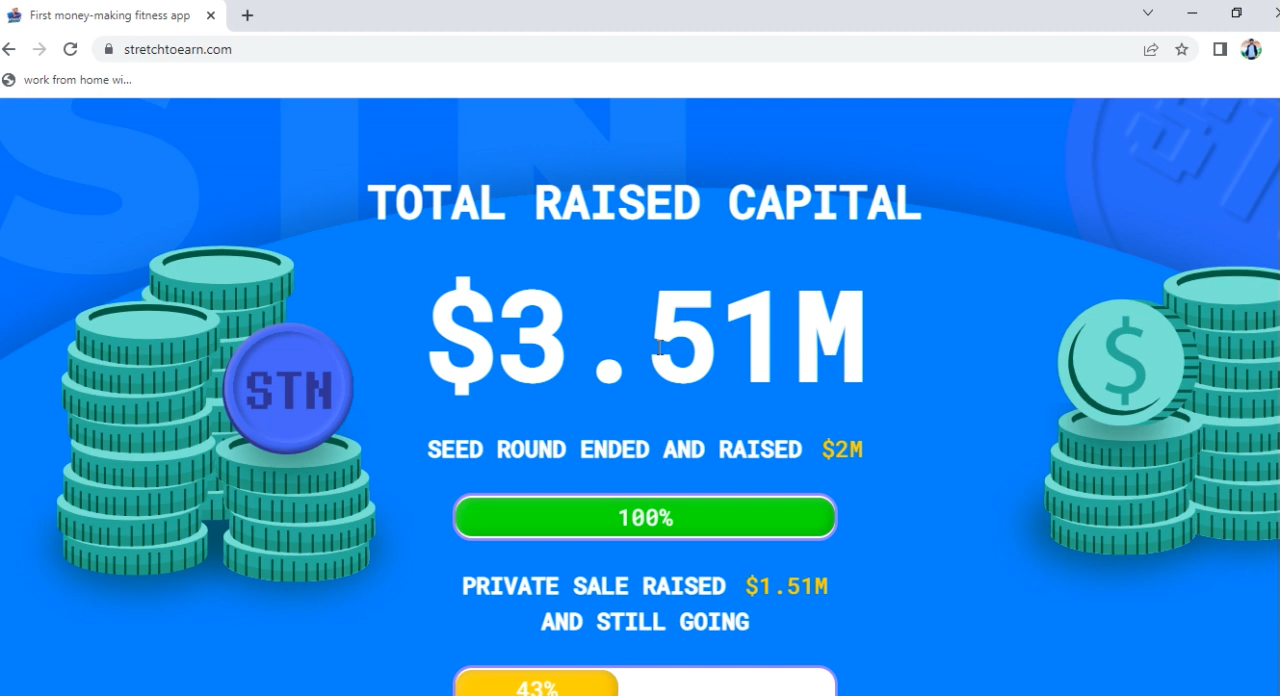 First money-making fitness app
stretchtoearn.com
work from home wi...
STN
TOTAL RAISED CAPITAL
$3.51M
STN
$
SEED ROUND ENDED AND RAISED $2M
100%
PRIVATE SALE RAISED $1.51M
AND STILL GOING
43%